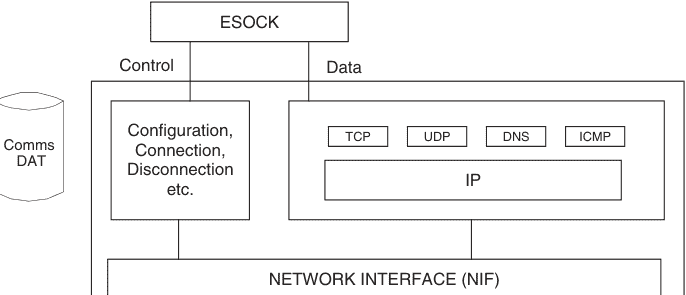 ESOCK
Control
Data
Comms
DAT
Configuration,
Connection,
Disconnection
etc.
TCP
UDP
DNS
ICMP
IP
NETWORK INTERFACE (NIF)